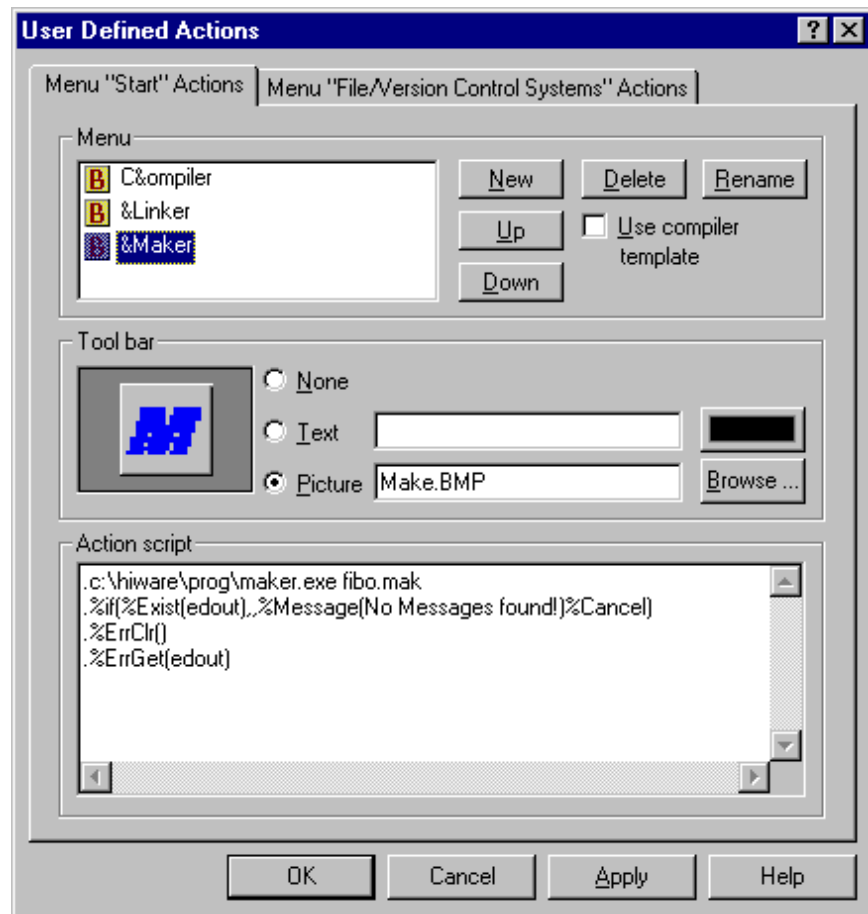 User Defined Actions
Menu "Start" Actions
Menu "File/Version Control Systems" Actions
Menu
B C&ompiler
B &Linker
B &Maker
New
Delete
Rename
Up
Use compiler
template
Down
Tool bar
M
None
Text
Picture Make.BMP
Browse ...
Action script
.c:\hiware\prog\maker.exe fibo.mak
.%if(%Exist(edout),,%Message(No Messages found!)%Cancel)
.%ErrClr()
.%ErrGet(edout)
OK
Cancel
Apply
Help